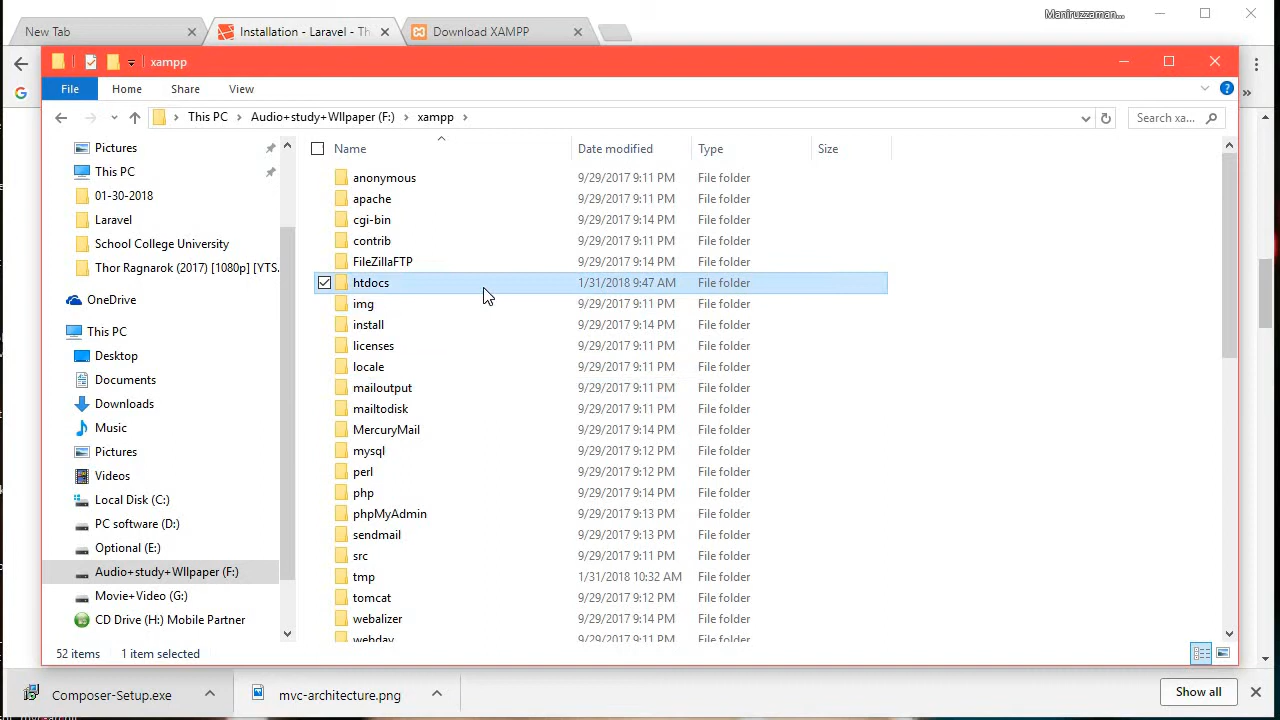 Maniruzzaman...
New Tab
Installation - Laravel - Th
Download XAMPP
xampp
File Home Share View
This PC Audio+study+Wllpaper (F:) xampp
Search xa...
Name Date modified Type Size
Pictures
This PC
01-30-2018
Laravel
School College University
Thor Ragnarok (2017) [1080p] [YTS.
OneDrive
This PC
Desktop
Documents
Downloads
Music
Pictures
Videos
Local Disk (C:)
PC software (D:)
Optional (E:)
Audio+study+Wllpaper (F:)
Movie+Video (G:)
CD Drive (H:) Mobile Partner
anonymous 9/29/2017 9:11 PM File folder
apache 9/29/2017 9:11 PM File folder
cgi-bin 9/29/2017 9:14 PM File folder
contrib 9/29/2017 9:11 PM File folder
FileZillaFTP 9/29/2017 9:14 PM File folder
htdocs 1/31/2018 9:47 AM File folder
img 9/29/2017 9:11 PM File folder
install 9/29/2017 9:14 PM File folder
licenses 9/29/2017 9:11 PM File folder
locale 9/29/2017 9:11 PM File folder
mailoutput 9/29/2017 9:11 PM File folder
mailtodisk 9/29/2017 9:11 PM File folder
MercuryMail 9/29/2017 9:14 PM File folder
mysql 9/29/2017 9:12 PM File folder
perl 9/29/2017 9:12 PM File folder
php 9/29/2017 9:14 PM File folder
phpMyAdmin 9/29/2017 9:13 PM File folder
sendmail 9/29/2017 9:13 PM File folder
src 9/29/2017 9:11 PM File folder
tmp 1/31/2018 10:32 AM File folder
tomcat 9/29/2017 9:12 PM File folder
webalizer 9/29/2017 9:14 PM File folder
webdav 9/29/2017 9:11 PM File folder
52 items 1 item selected
Composer-Setup.exe
mvc-architecture.png
Show all